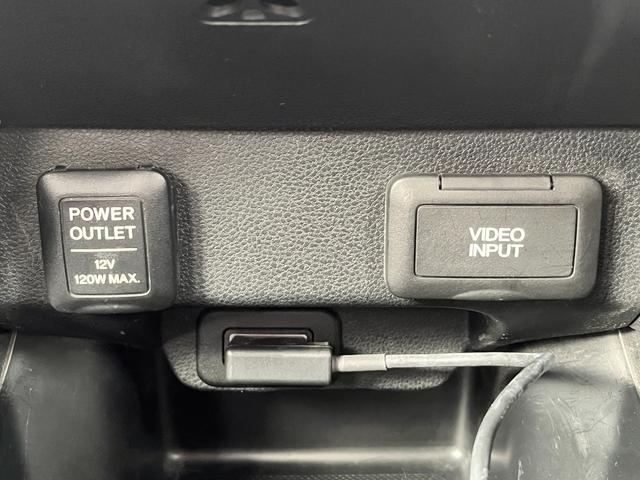 POWER
OUTLET
12V
120W MAX.
VIDEO
INPUT